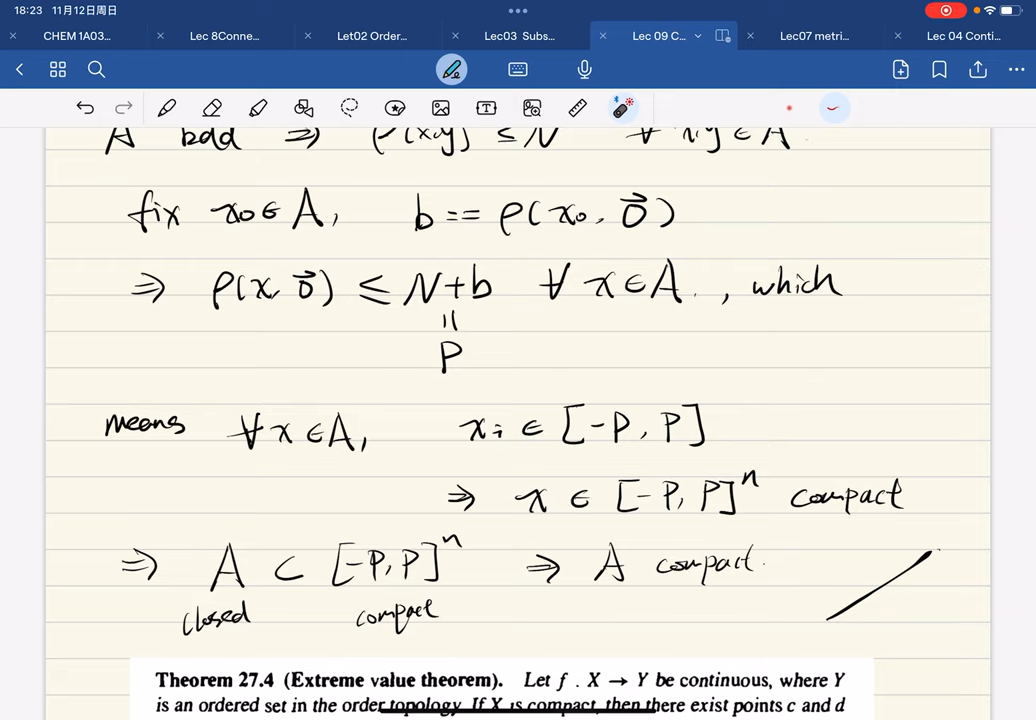 18:23 11月12日周日
CHEM 1A03... Lec 8Conne... Let02 Order... Lec03 Subs... Lec 09 C... Lec07 metri... Lec 04 Conti...
A bdd ⇒ ρ(x,y) ≤ N ∀ x,y ∈ A.
fix x₀ ∈ A, b == ρ(x₀, 0⃗)
⇒ ρ(x, 0⃗) ≤ N+b ∀ x ∈ A., which
||
P
means ∀x ∈ A, xᵢ ∈ [-P, P]
⇒ x ∈ [-P, P]ⁿ compact
⇒ A ⊂ [-P, P]ⁿ ⇒ A compact.
closed compact
Theorem 27.4 (Extreme value theorem). Let f . X → Y be continuous, where Y
is an ordered set in the order topology. If X is compact, then there exist points c and d